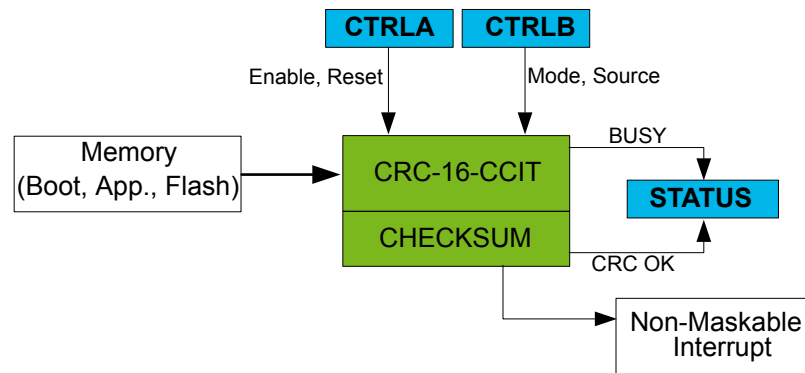 CTRLA
CTRLB
Enable, Reset
Mode, Source
Memory
(Boot, App., Flash)
CRC-16-CCIT
CHECKSUM
BUSY
STATUS
CRC OK
Non-Maskable
Interrupt